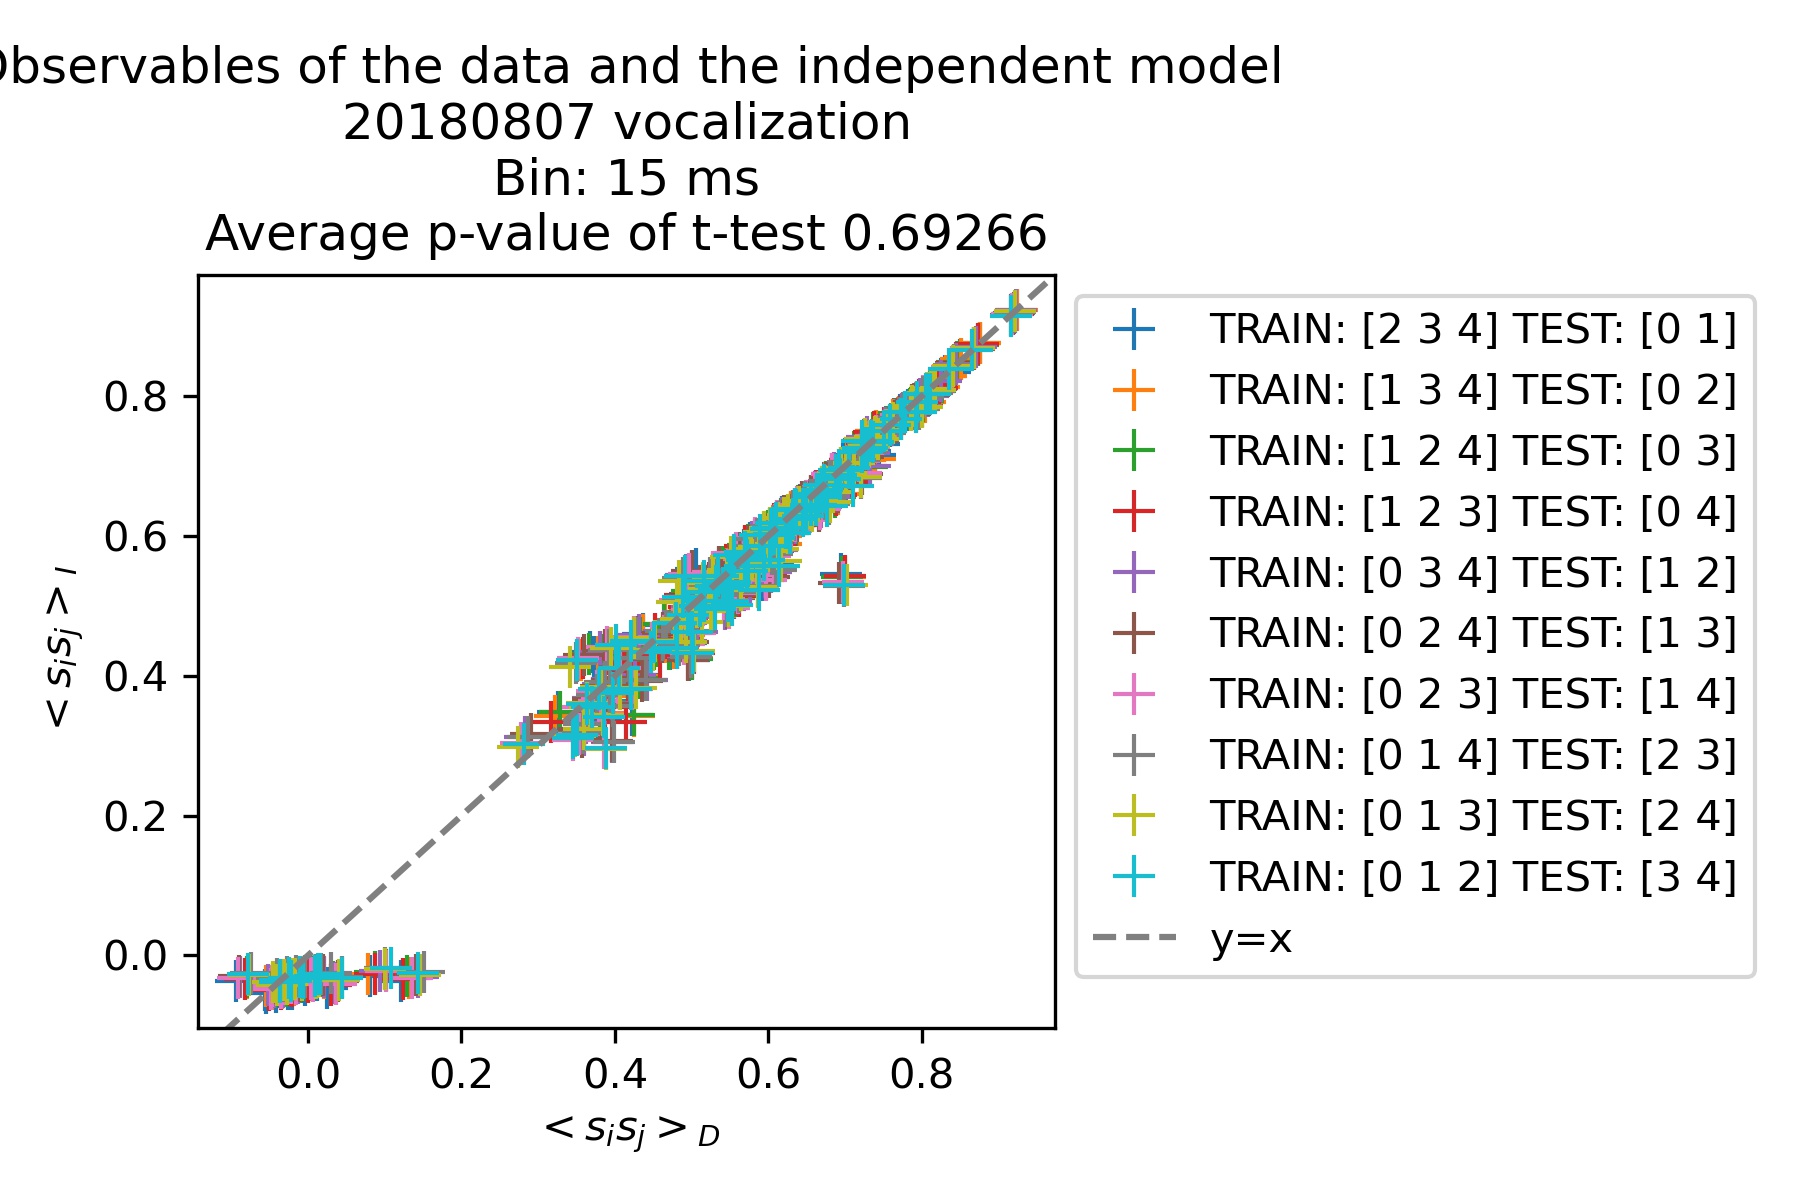 Observables of the data and the independent model
20180807 vocalization
Bin: 15 ms
Average p-value of t-test 0.69266
0.8
0.6
0.4
0.2
0.0
< s_i s_j >_I
0.0 0.2 0.4 0.6 0.8
< s_i s_j >_D
TRAIN: [2 3 4] TEST: [0 1]
TRAIN: [1 3 4] TEST: [0 2]
TRAIN: [1 2 4] TEST: [0 3]
TRAIN: [1 2 3] TEST: [0 4]
TRAIN: [0 3 4] TEST: [1 2]
TRAIN: [0 2 4] TEST: [1 3]
TRAIN: [0 2 3] TEST: [1 4]
TRAIN: [0 1 4] TEST: [2 3]
TRAIN: [0 1 3] TEST: [2 4]
TRAIN: [0 1 2] TEST: [3 4]
y=x